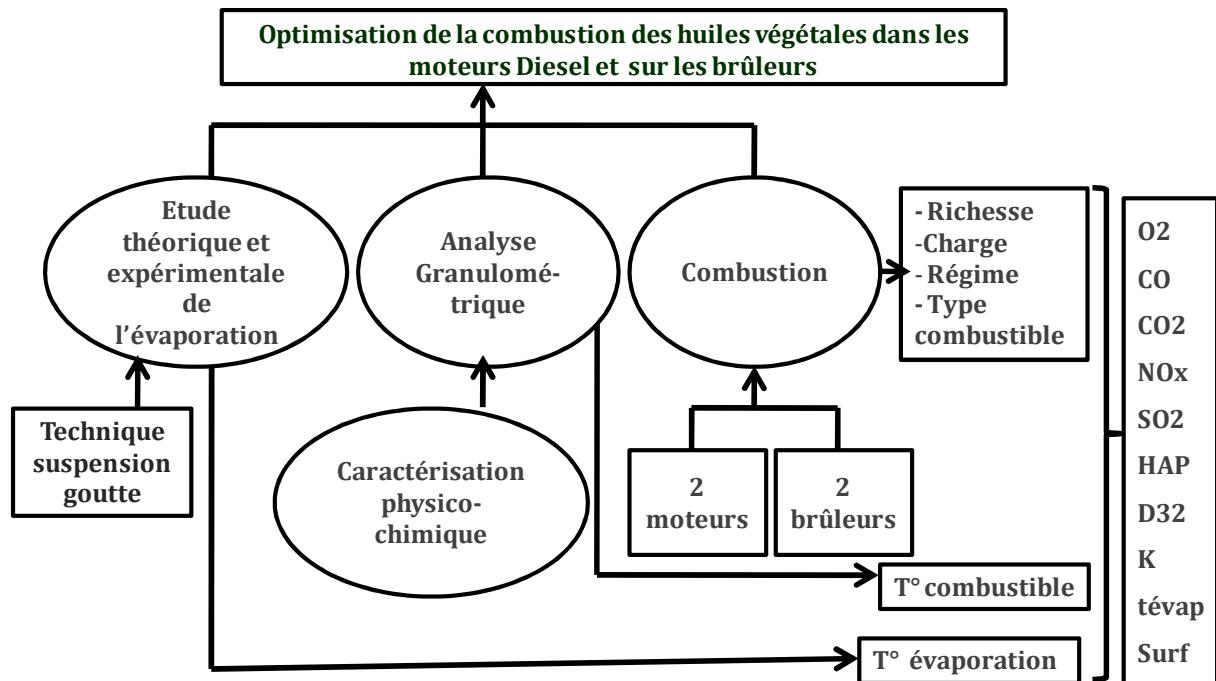 Optimisation de la combustion des huiles végétales dans les
moteurs Diesel et sur les brûleurs
Etude
théorique et
expérimentale
de
l'évaporation
Analyse
Granulomé-
trique
Combustion
- Richesse
-Charge
- Régime
- Type
combustible
O2
CO
CO2
NOx
SO2
HAP
D32
K
tévap
Surf
Technique
suspension
goutte
Caractérisation
physico-
chimique
2
moteurs
2
brûleurs
T° combustible
T° évaporation